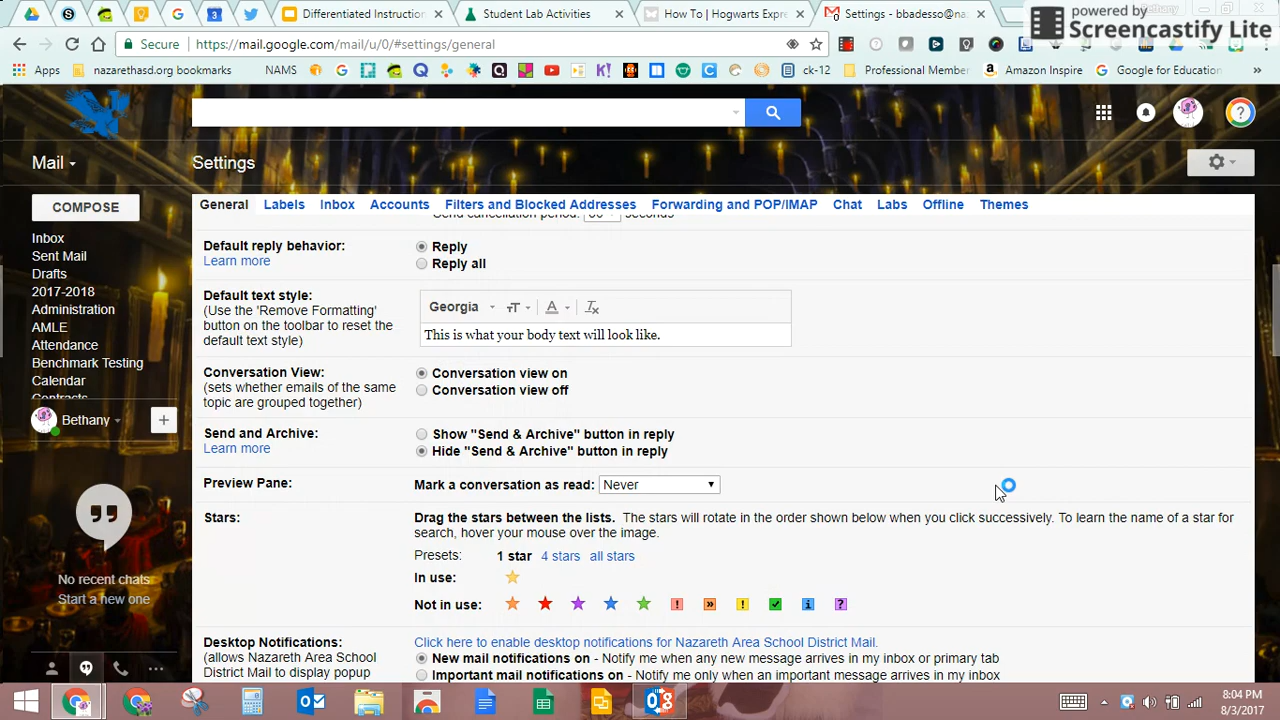 Differentiated Instruction
Student Lab Activities
How To | Hogwarts Expr
Settings - bbadesso@na
powered by
Screencastify Lite
Secure
https://mail.google.com/mail/u/0/#settings/general
Apps
nazarethasd.org bookmarks
NAMS
ck-12
Professional Member
Amazon Inspire
Google for Education
Mail
Settings
COMPOSE
General
Labels
Inbox
Accounts
Filters and Blocked Addresses
Forwarding and POP/IMAP
Chat
Labs
Offline
Themes
Send cancellation period: seconds
Inbox
Sent Mail
Drafts
2017-2018
Administration
AMLE
Attendance
Benchmark Testing
Calendar
Contracts
Bethany
No recent chats
Start a new one
Default reply behavior:
Learn more
Reply
Reply all
Default text style:
(Use the 'Remove Formatting'
button on the toolbar to reset the
default text style)
Georgia
This is what your body text will look like.
Conversation View:
(sets whether emails of the same
topic are grouped together)
Conversation view on
Conversation view off
Send and Archive:
Learn more
Show "Send & Archive" button in reply
Hide "Send & Archive" button in reply
Preview Pane:
Mark a conversation as read: Never
Stars:
Drag the stars between the lists. The stars will rotate in the order shown below when you click successively. To learn the name of a star for
search, hover your mouse over the image.
Presets: 1 star 4 stars all stars
In use:
Not in use:
Desktop Notifications:
(allows Nazareth Area School
District Mail to display popup
Click here to enable desktop notifications for Nazareth Area School District Mail.
New mail notifications on - Notify me when any new message arrives in my inbox or primary tab
Important mail notifications on - Notify me only when an important message arrives in my inbox
8:04 PM
8/3/2017